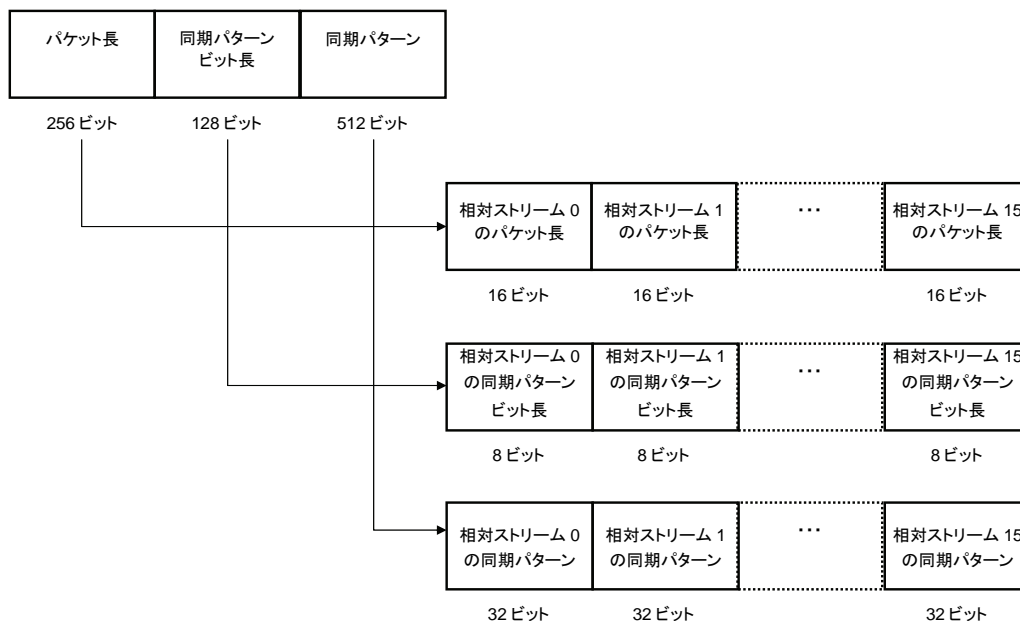 パケット長
同期パターン
ビット長
同期パターン
256 ビット
128 ビット
512 ビット
相対ストリーム 0
のパケット長
相対ストリーム 1
のパケット長
…
相対ストリーム 15
のパケット長
16 ビット
16 ビット
16 ビット
相対ストリーム 0
の同期パターン
ビット長
相対ストリーム 1
の同期パターン
ビット長
…
相対ストリーム 15
の同期パターン
ビット長
8 ビット
8 ビット
8 ビット
相対ストリーム 0
の同期パターン
相対ストリーム 1
の同期パターン
…
相対ストリーム 15
の同期パターン
32 ビット
32 ビット
32 ビット